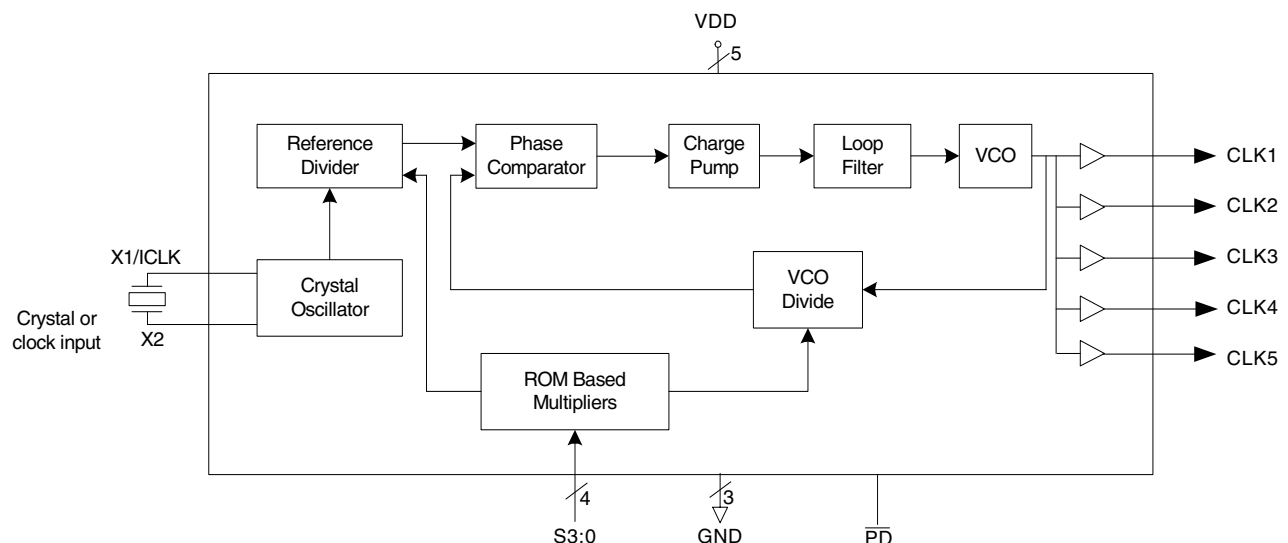 VDD
5
Reference
Divider
Phase
Comparator
Charge
Pump
Loop
Filter
VCO
CLK1
CLK2
CLK3
CLK4
CLK5
X1/ICLK
Crystal or
clock input
X2
Crystal
Oscillator
VCO
Divide
ROM Based
Multipliers
4
S3:0
3
GND
PD